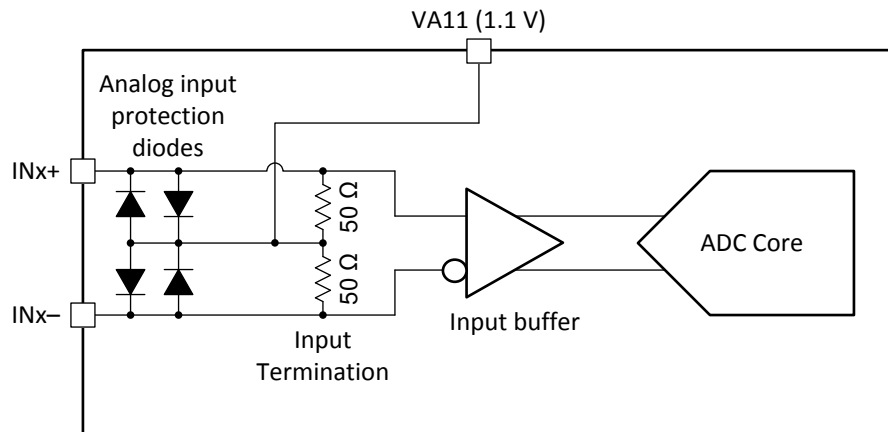 VA11 (1.1 V)
Analog input
protection
diodes
INx+
50 Ω
50 Ω
ADC Core
INx–
Input buffer
Input
Termination